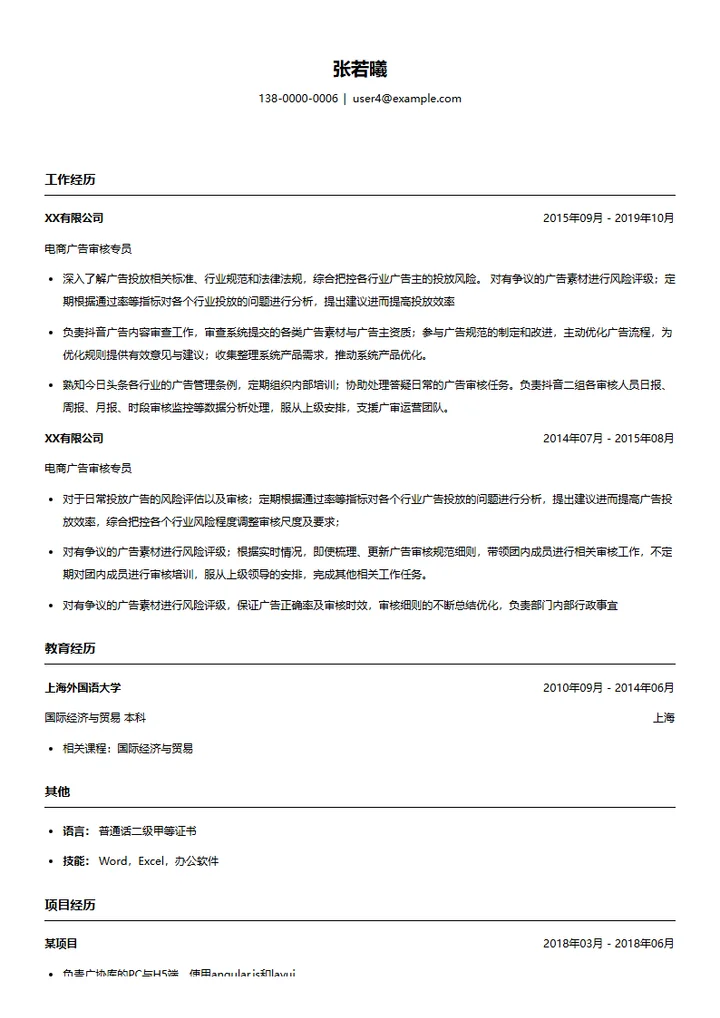 张若曦
138-0000-0006 | user4@example.com
工作经历
XX有限公司 2015年09月 - 2019年10月
电商广告审核专员
• 深入了解广告投放相关标准、行业规范和法律法规，综合把控各行业广告主的投放风险。 对有争议的广告素材进行风险评级；定
期根据通过率等指标对各个行业投放的问题进行分析，提出建议进而提高投放效率
• 负责抖音广告内容审查工作，审查系统提交的各类广告素材与广告主资质；参与广告规范的制定和改进，主动优化广告流程，为
优化规则提供有效意见与建议；收集整理系统产品需求，推动系统产品优化。
• 熟知今日头条各行业的广告管理条例，定期组织内部培训；协助处理答疑日常的广告审核任务。负责抖音二组各审核人员日报、
周报、月报、时段审核监控等数据分析处理，服从上级安排，支援广审运营团队。
XX有限公司 2014年07月 - 2015年08月
电商广告审核专员
• 对于日常投放广告的风险评估以及审核；定期根据通过率等指标对各个行业广告投放的问题进行分析，提出建议进而提高广告投
放效率，综合把控各个行业风险程度调整审核尺度及要求；
• 对有争议的广告素材进行风险评级；根据实时情况，即使梳理、更新广告审核规范细则，带领团内成员进行相关审核工作，不定
期对团内成员进行审核培训，服从上级领导的安排，完成其他相关工作任务。
• 对有争议的广告素材进行风险评级，保证广告正确率及审核时效，审核细则的不断总结优化，负责部门内部行政事宜
教育经历
上海外国语大学 2010年09月 - 2014年06月
国际经济与贸易 本科 上海
• 相关课程：国际经济与贸易
其他
• 语言： 普通话二级甲等证书
• 技能： Word，Excel，办公软件
项目经历
某项目 2018年03月 - 2018年06月
• 负责广协库的PC与H5端，使用angular.js和layui